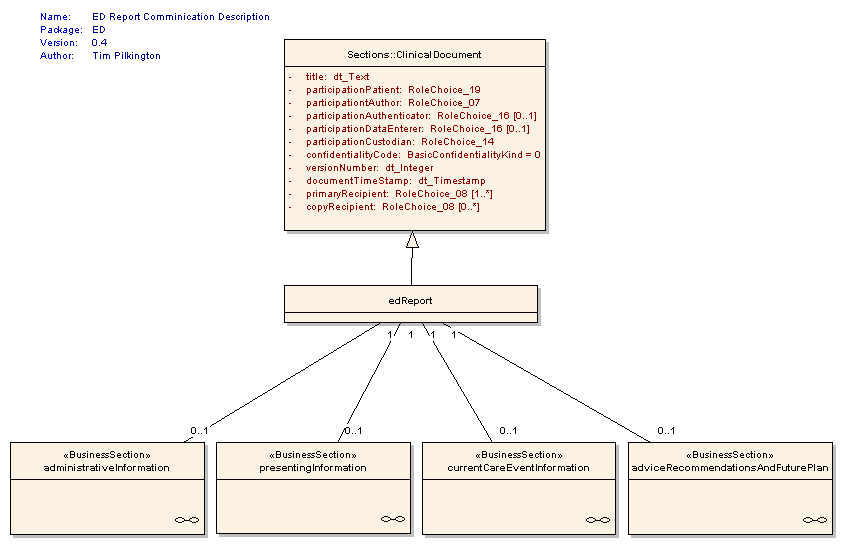 Name: ED Report Comminication Description
Package: ED
Version: 0.4
Author: Tim Pilkington
Sections::ClinicalDocument
- title: dt_Text
- participationPatient: RoleChoice_19
- participationtAuthor: RoleChoice_07
- participationAuthenticator: RoleChoice_16 [0..1]
- participationDataEnterer: RoleChoice_16 [0..1]
- participationCustodian: RoleChoice_14
- confidentialityCode: BasicConfidentialityKind = 0
- versionNumber: dt_Integer
- documentTimeStamp: dt_Timestamp
- primaryRecipient: RoleChoice_08 [1..*]
- copyRecipient: RoleChoice_08 [0..*]
edReport
1 1 1 1
0..1 0..1 0..1 0..1
«BusinessSection»
administrativeInformation
«BusinessSection»
presentingInformation
«BusinessSection»
currentCareEventInformation
«BusinessSection»
adviceRecommendationsAndFuturePlan